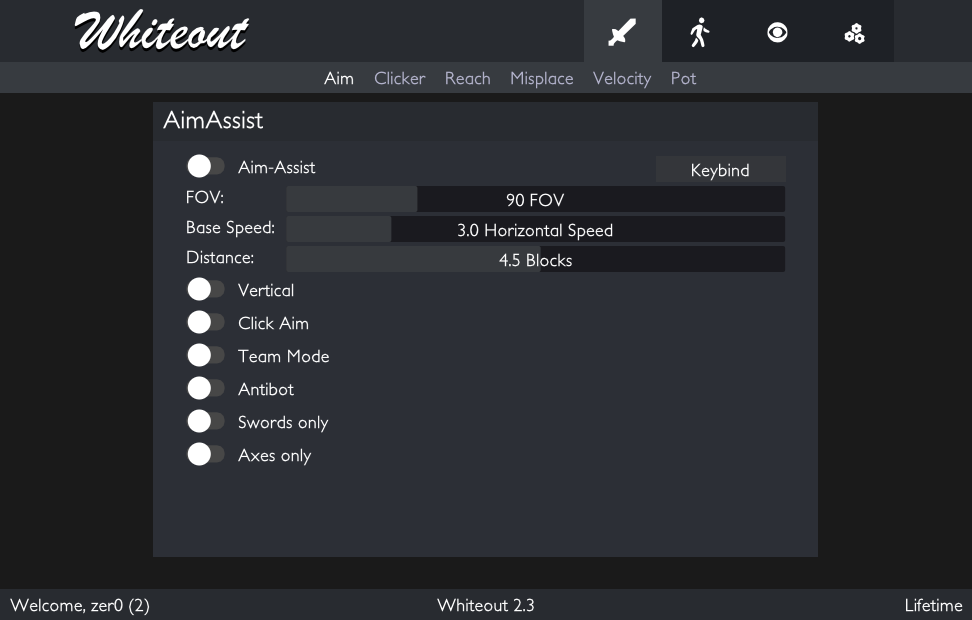 Whiteout
Aim Clicker Reach Misplace Velocity Pot
AimAssist
Aim-Assist Keybind
FOV: 90 FOV
Base Speed: 3.0 Horizontal Speed
Distance: 4.5 Blocks
Vertical
Click Aim
Team Mode
Antibot
Swords only
Axes only
Welcome, zer0 (2) Whiteout 2.3 Lifetime